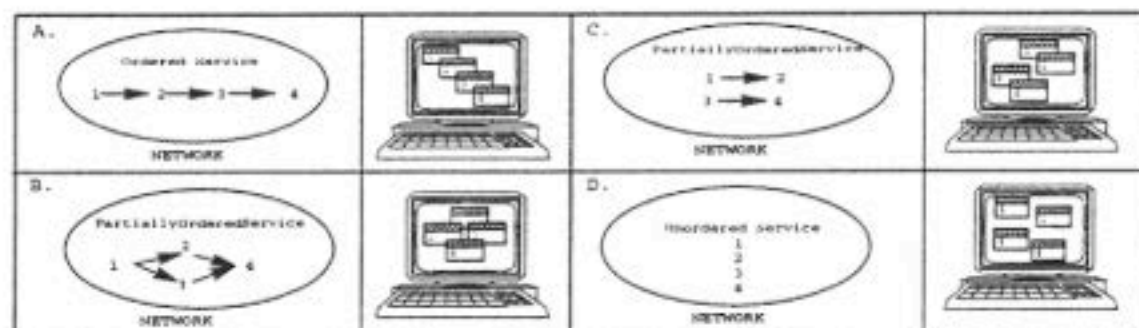 A.
Ordered Service
1 2 3 4
NETWORK
B.
PartiallyOrderedService
2
1 4
3
NETWORK
C.
PartiallyOrderedService
1 2
3 4
NETWORK
D.
Unordered service
1
2
3
4
NETWORK